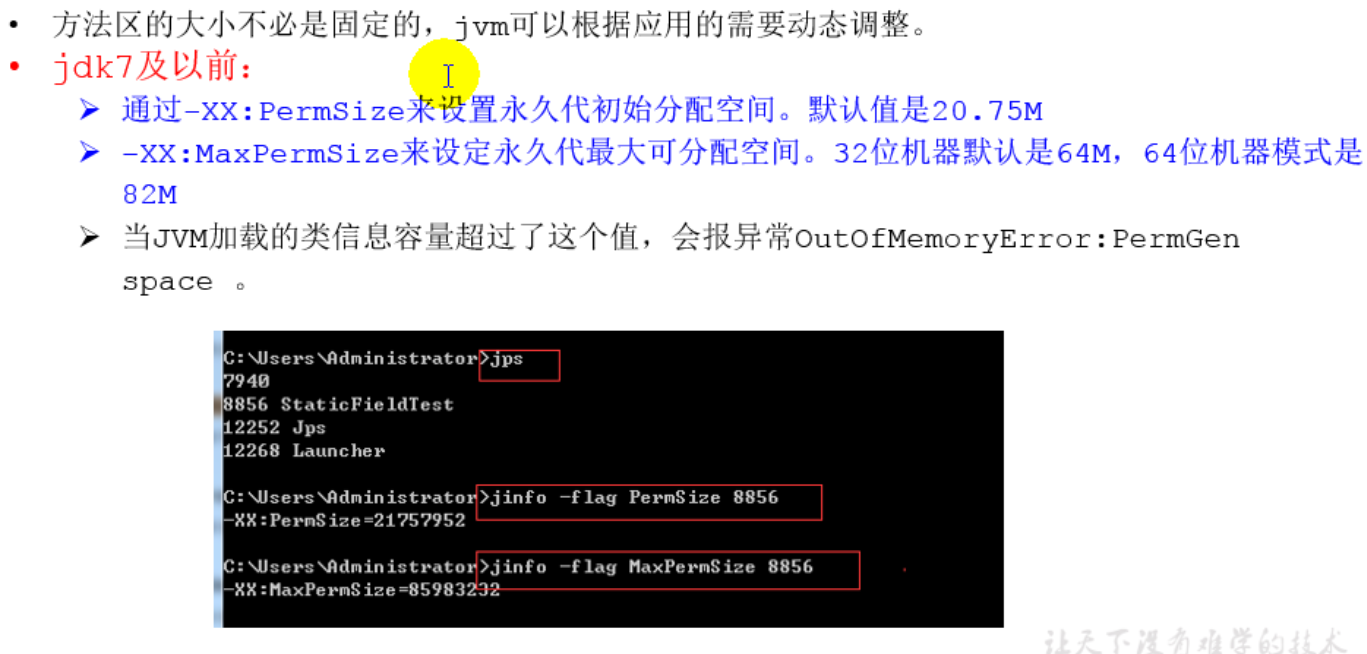 • 方法区的大小不必是固定的，jvm可以根据应用的需要动态调整。
• jdk7及以前：
➢ 通过-XX:PermSize来设置永久代初始分配空间。默认值是20.75M
➢ -XX:MaxPermSize来设定永久代最大可分配空间。32位机器默认是64M，64位机器模式是
82M
➢ 当JVM加载的类信息容量超过了这个值，会报异常OutOfMemoryError:PermGen
space 。
C:\Users\Administrator>jps
7940
8856 StaticFieldTest
12252 Jps
12268 Launcher
C:\Users\Administrator>jinfo -flag PermSize 8856
-XX:PermSize=21757952
C:\Users\Administrator>jinfo -flag MaxPermSize 8856
-XX:MaxPermSize=85983232
让天下没有难学的技术